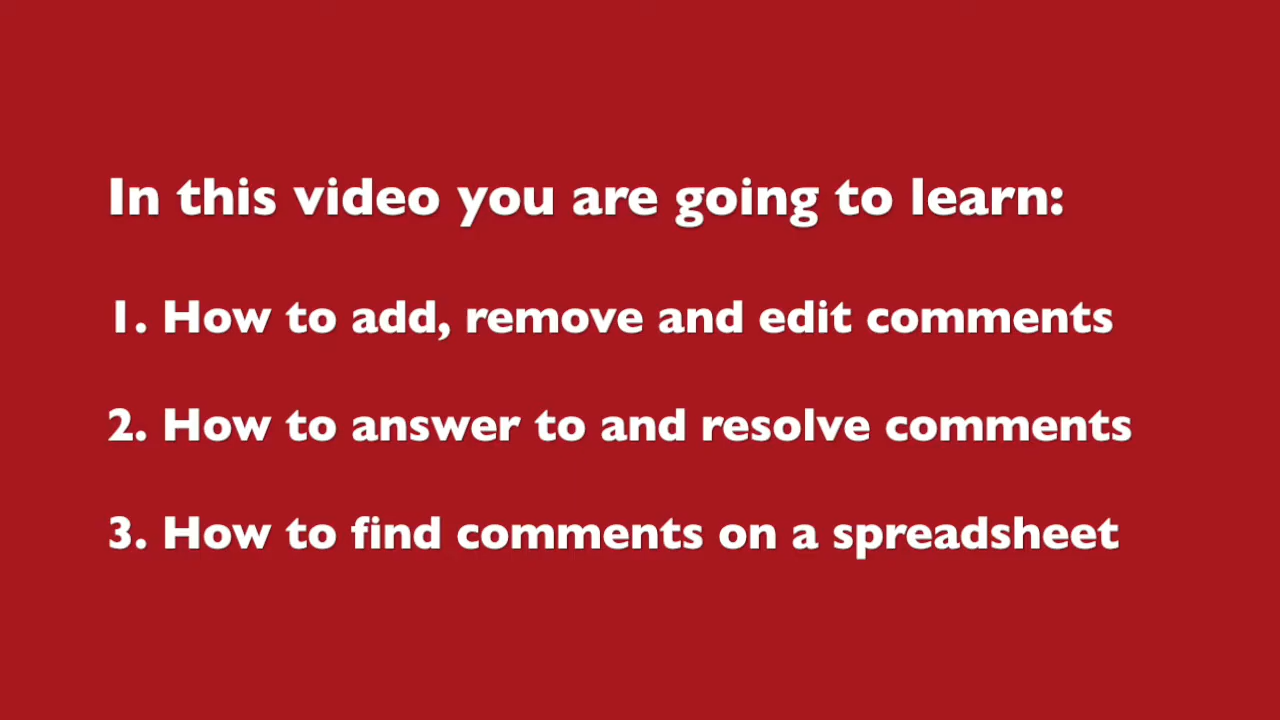 In this video you are going to learn:
1. How to add, remove and edit comments
2. How to answer to and resolve comments
3. How to find comments on a spreadsheet